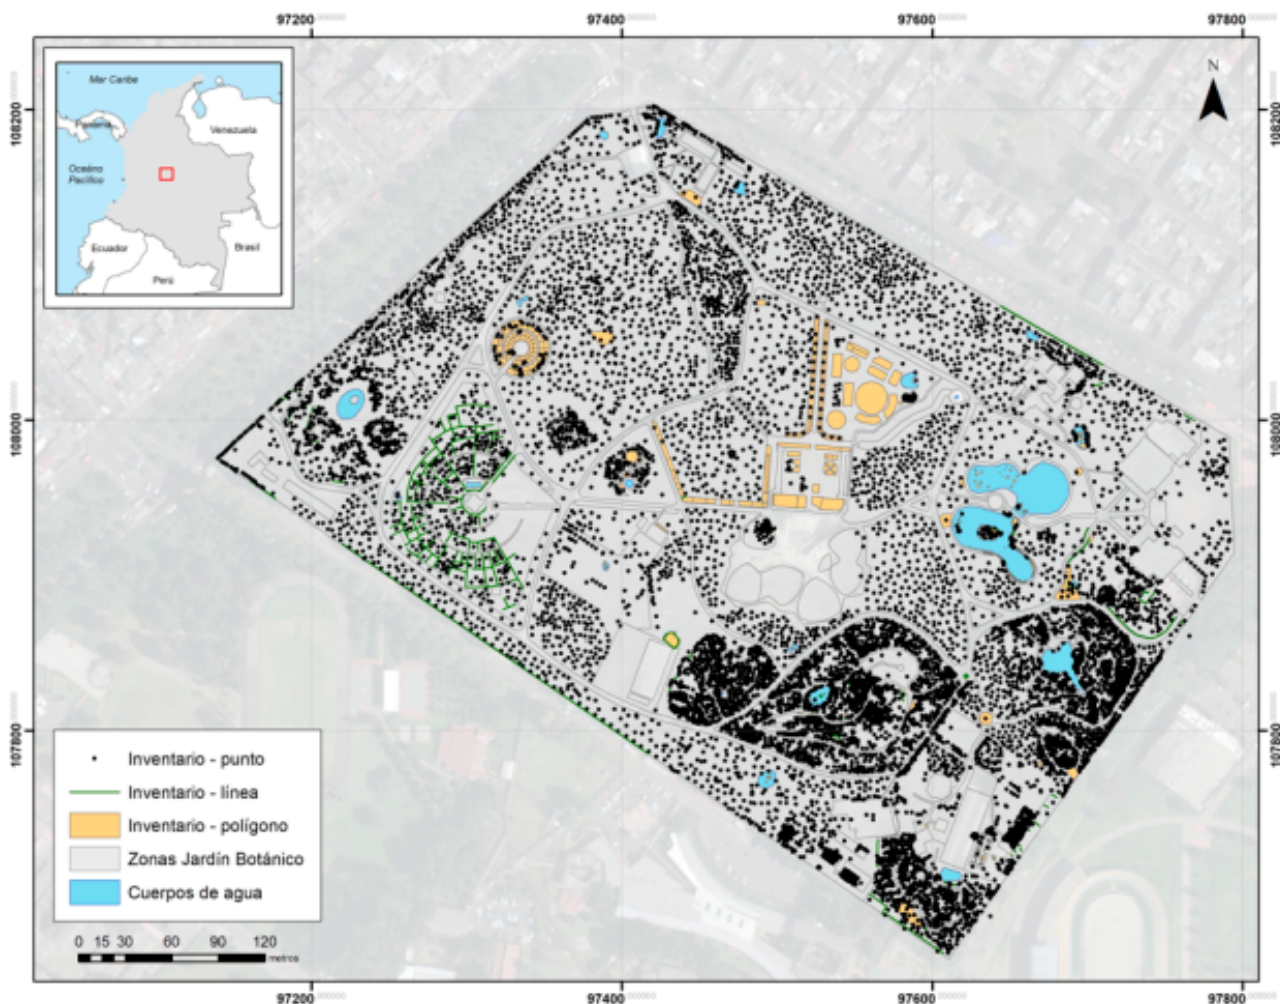 97200
97400
97600
97800
Mar Caribe
Panamá
Venezuela
Océano
Pacífico
Ecuador
Brasil
Perú
N
108200
108200
108000
108000
107800
107800
Inventario - punto
Inventario - línea
Inventario - polígono
Zonas Jardín Botánico
Cuerpos de agua
0 15 30 60 90 120
metros
97200
97400
97600
97800